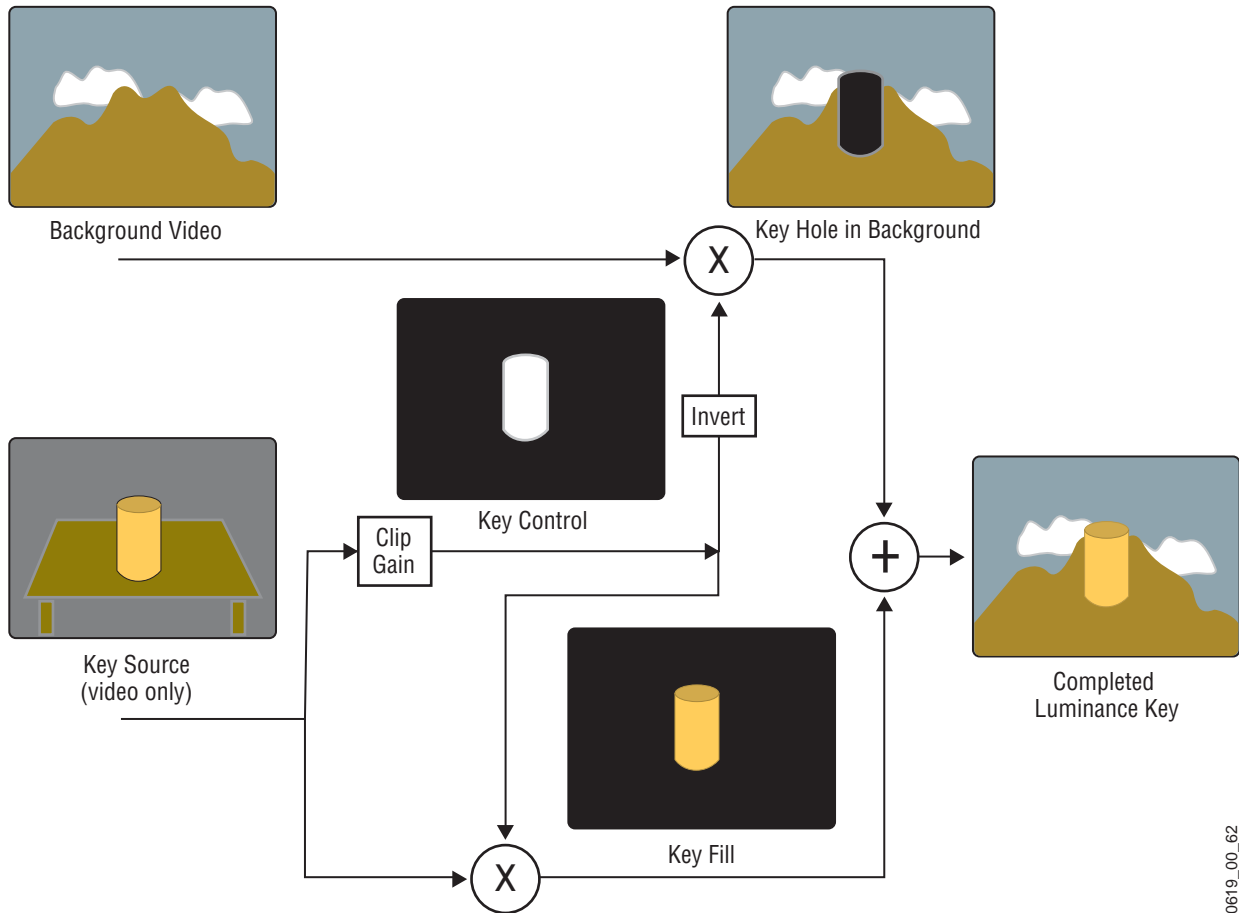 Background Video
Key Hole in Background
X
Invert
Key Control
Clip
Gain
+
Key Source
(video only)
Completed
Luminance Key
Key Fill
X
0619_00_62